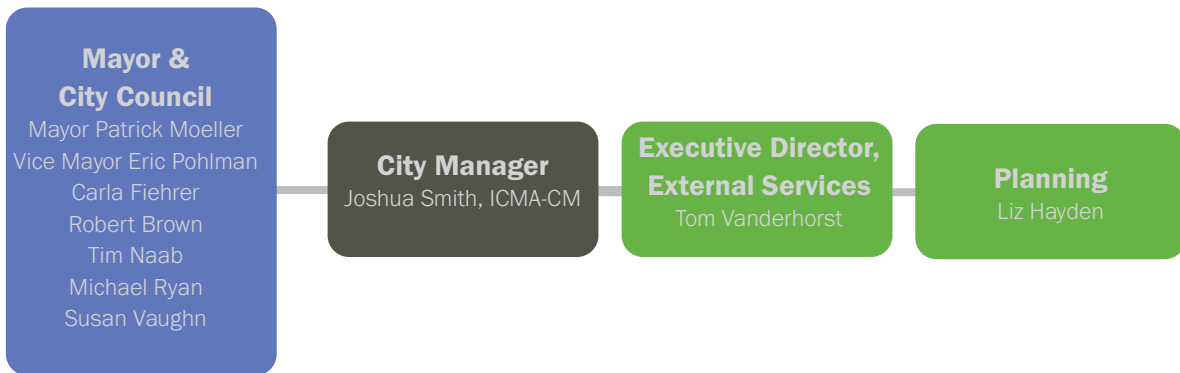 Mayor &
City Council
Mayor Patrick Moeller
Vice Mayor Eric Pohlman
Carla Fiehrer
Robert Brown
Tim Naab
Michael Ryan
Susan Vaughn
City Manager
Joshua Smith, ICMA-CM
Executive Director,
External Services
Tom Vanderhorst
Planning
Liz Hayden